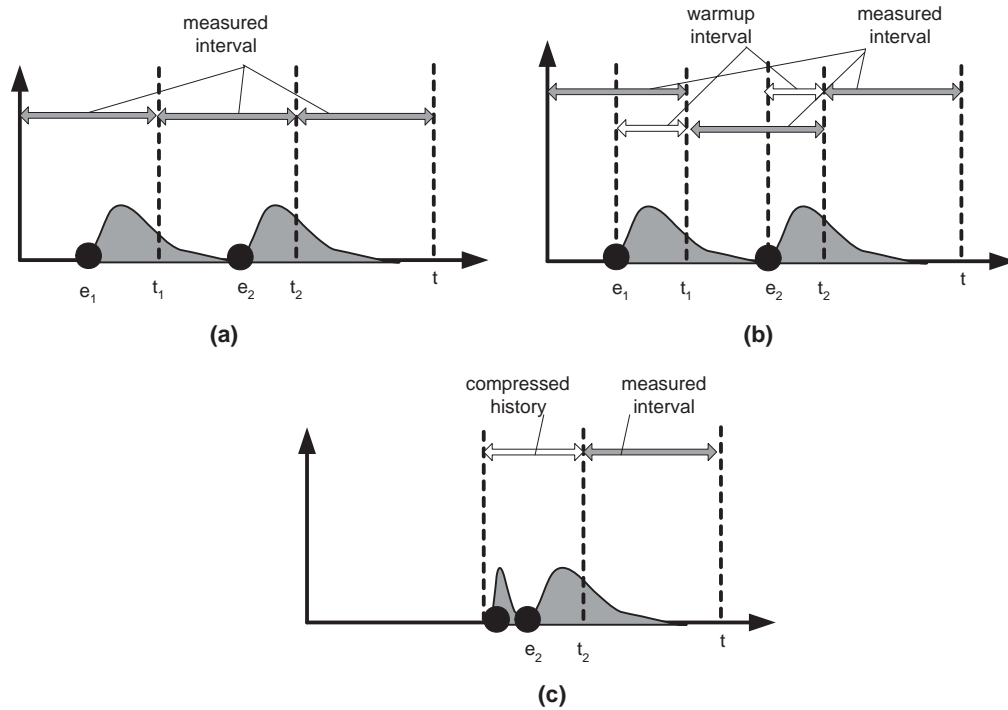 measured
interval
e1
t1
e2
t2
t
(a)
warmup
interval
measured
interval
e1
t1
e2
t2
t
(b)
compressed
history
measured
interval
e2
t2
t
(c)